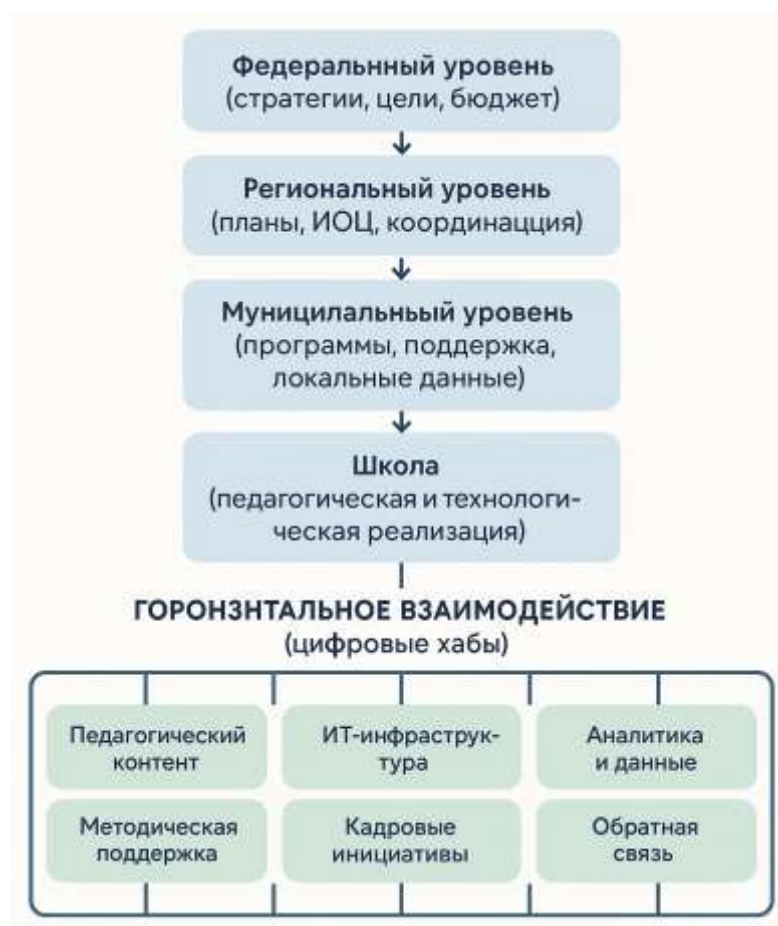 Федеральнный уровень
(стратегии, цели, бюджет)
Региональный уровень
(планы, ИОЦ, координацция)
Муницилальньый уровень
(программы, поддержка,
локальные данные)
Школа
(педагогическая и технологи-
ческая реализация)
ГОРОНЗНТАЛЬНОЕ ВЗАИМОДЕЙСТВИЕ
(цифровые хабы)
Педагогический
контент
ИТ-инфраструк-
тура
Аналитика
и данные
Методическая
поддержка
Кадровые
инициативы
Обратная
связь